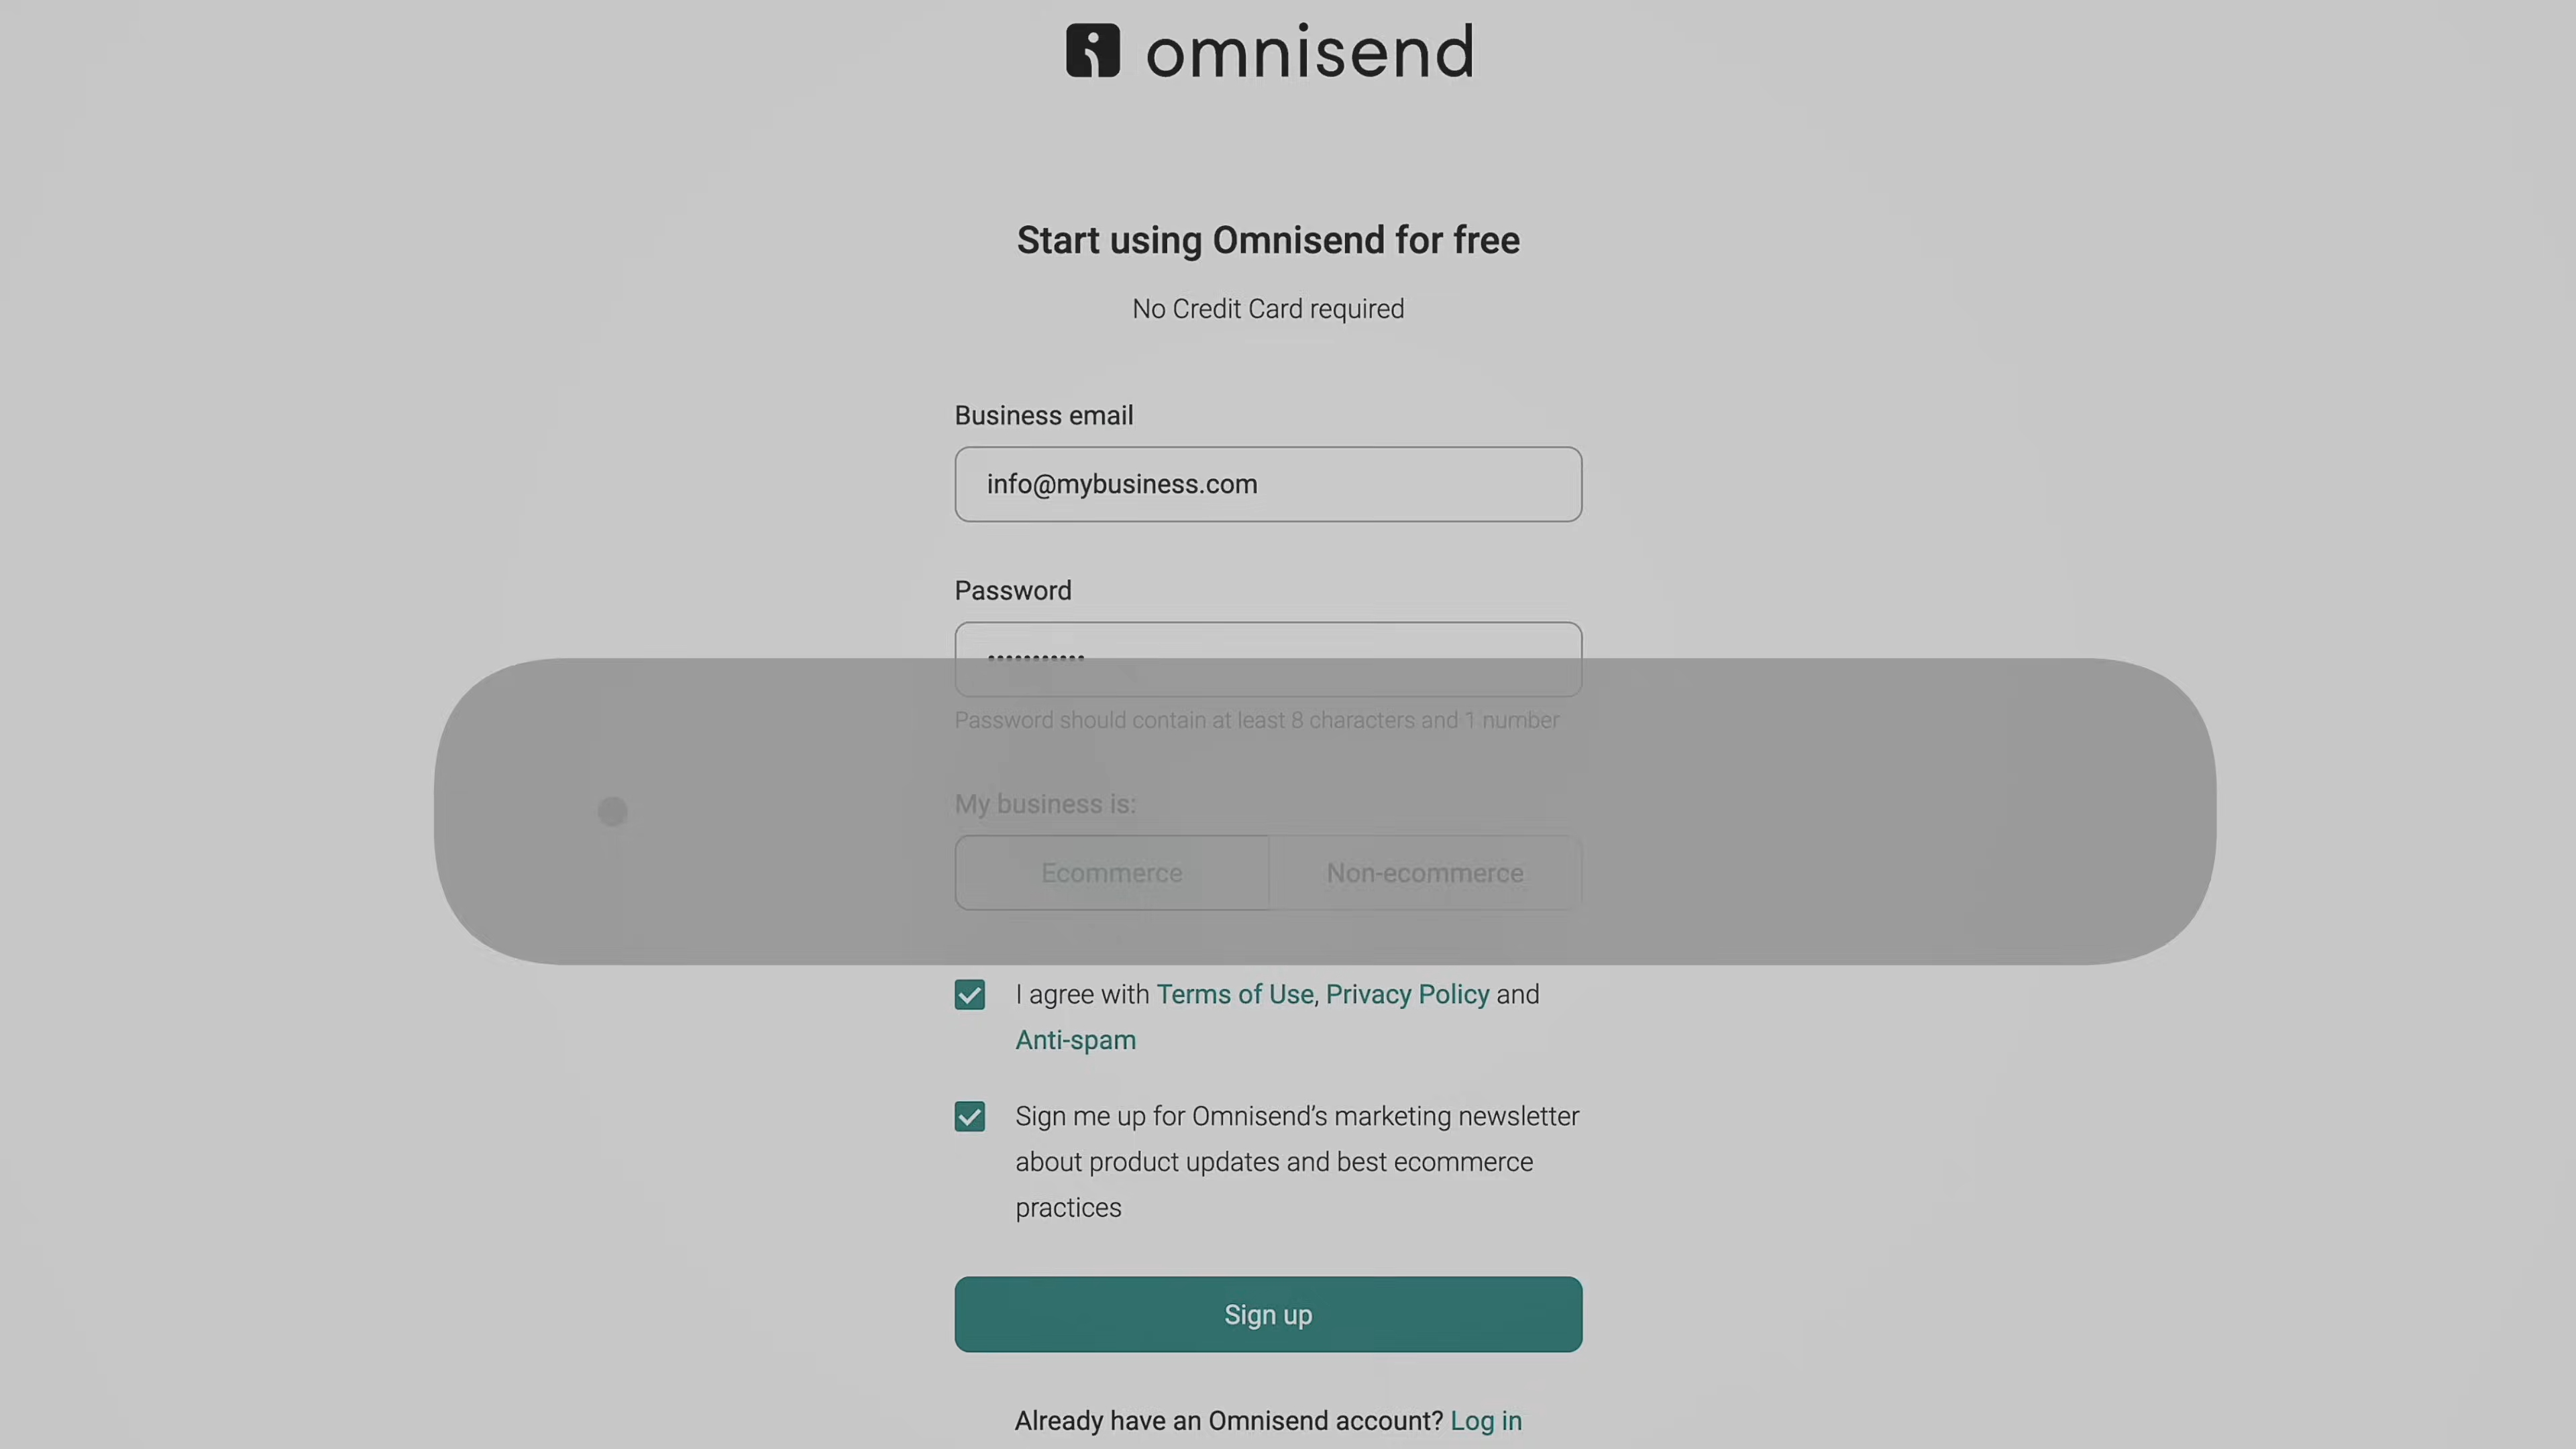 omnisend
Start using Omnisend for free
No Credit Card required
Business email
info@mybusiness.com
Password
•••••••••••
Password should contain at least 8 characters and 1 number
My business is:
Ecommerce Non-ecommerce
I agree with Terms of Use, Privacy Policy and
Anti-spam
Sign me up for Omnisend’s marketing newsletter
about product updates and best ecommerce
practices
Sign up
Already have an Omnisend account? Log in